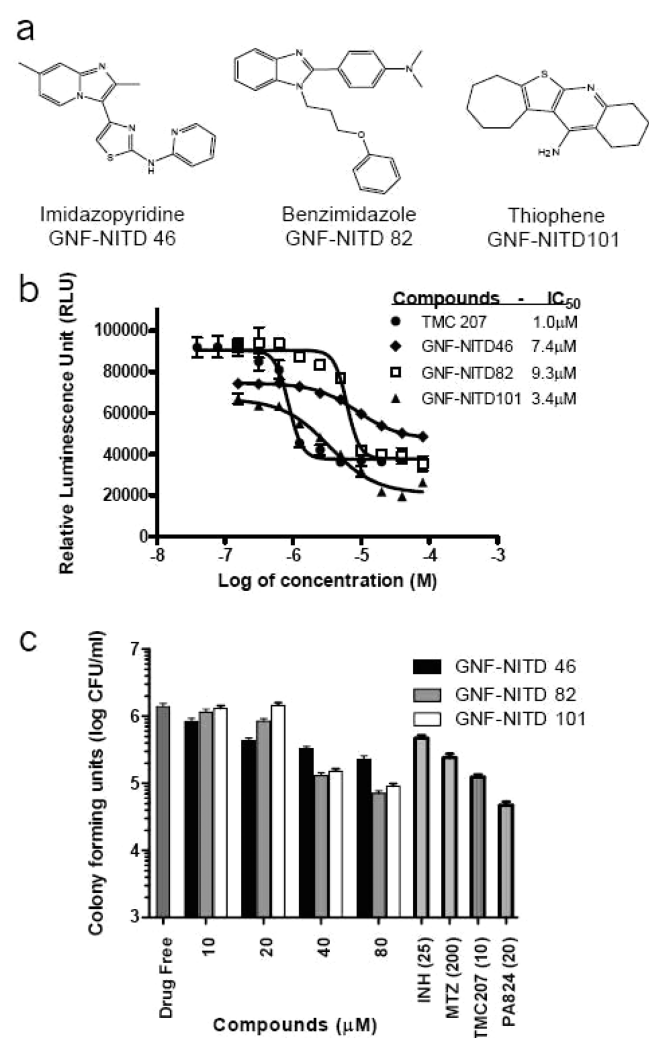 a
N
N
N
N
S
N
H
N
N
N
O
S
N
H₂N
Imidazopyridine
GNF-NITD 46
Benzimidazole
GNF-NITD 82
Thiophene
GNF-NITD101
b
Compounds - IC50
TMC 207 1.0µM
GNF-NITD46 7.4µM
GNF-NITD82 9.3µM
GNF-NITD101 3.4µM
Relative Luminescence Unit (RLU)
100000
80000
60000
40000
20000
0
-8 -7 -6 -5 -4 -3
Log of concentration (M)
c
GNF-NITD 46
GNF-NITD 82
GNF-NITD 101
Colony forming units (log CFU/ml)
7
6
5
4
3
Drug Free 10 20 40 80 INH (25) MTZ (200) TMC207 (10) PA824 (20)
Compounds (µM)